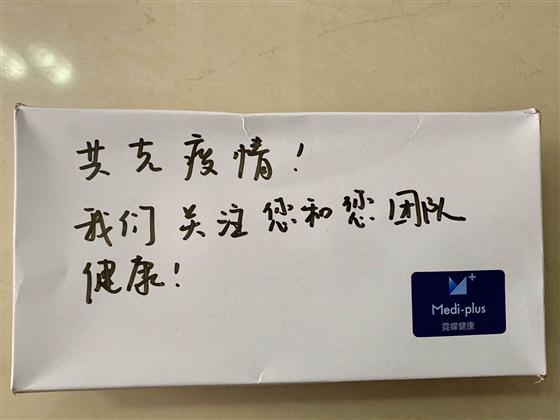 共克疫情！
我们关注您和您团队
健康！
Medi-plus
霓蝶健康